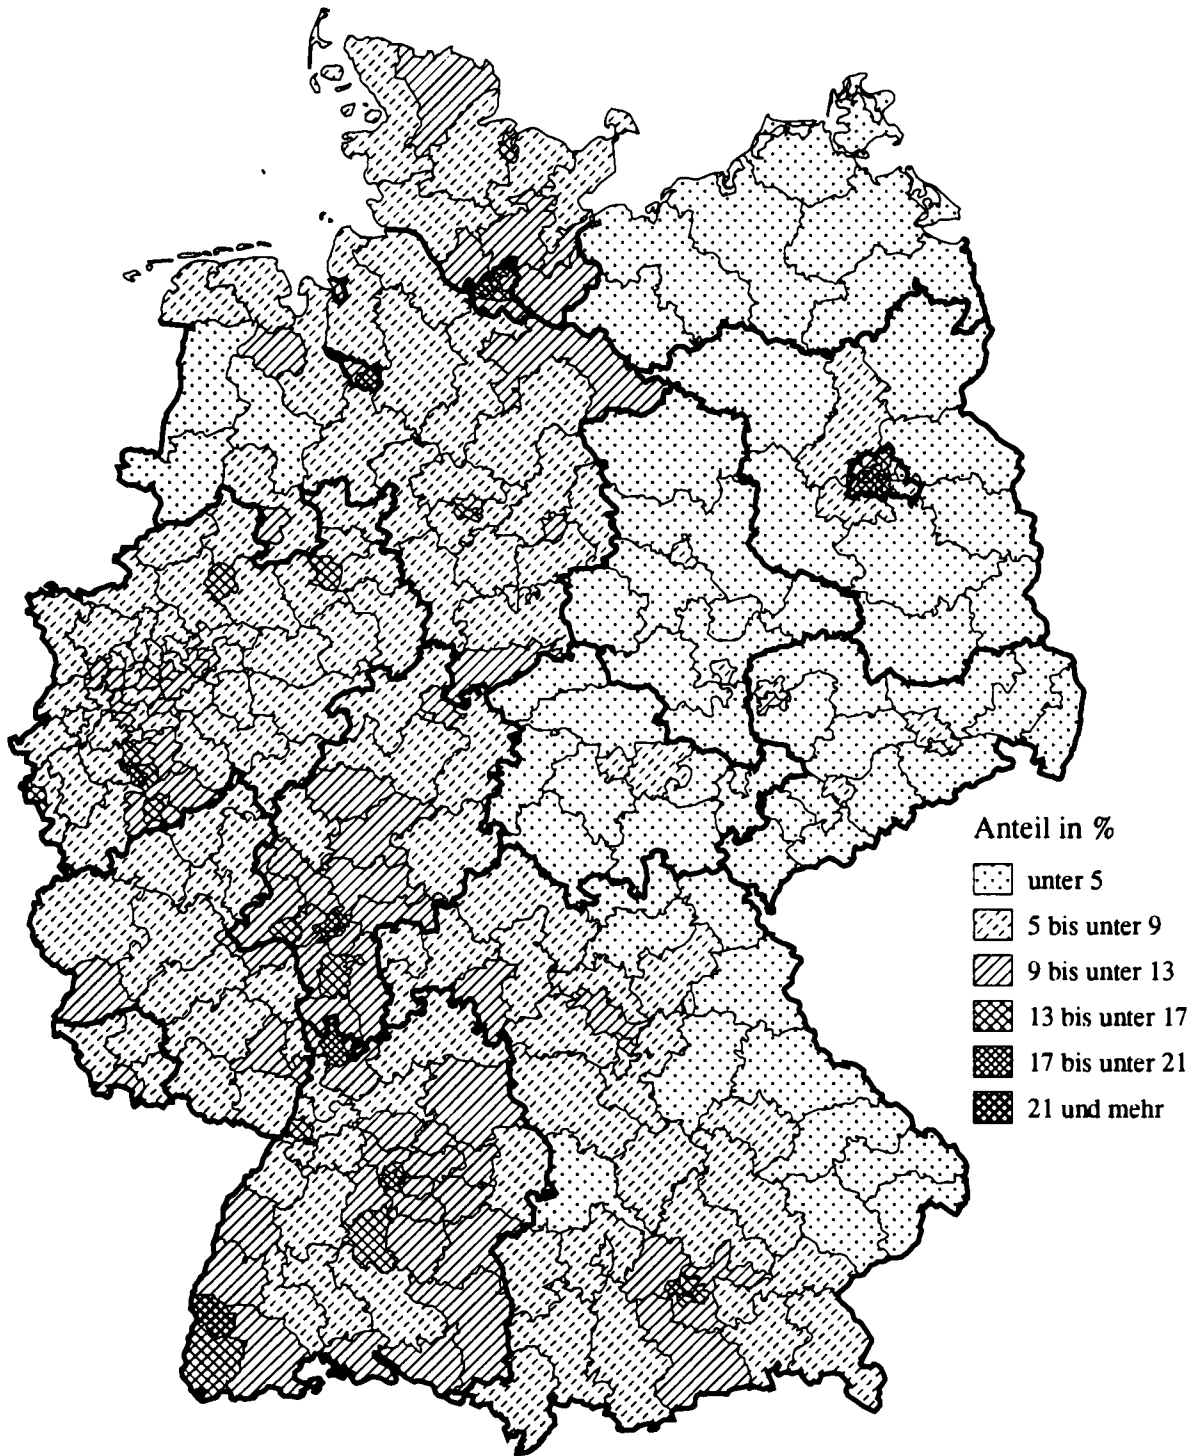 Anteil in %
unter 5
5 bis unter 9
9 bis unter 13
13 bis unter 17
17 bis unter 21
21 und mehr